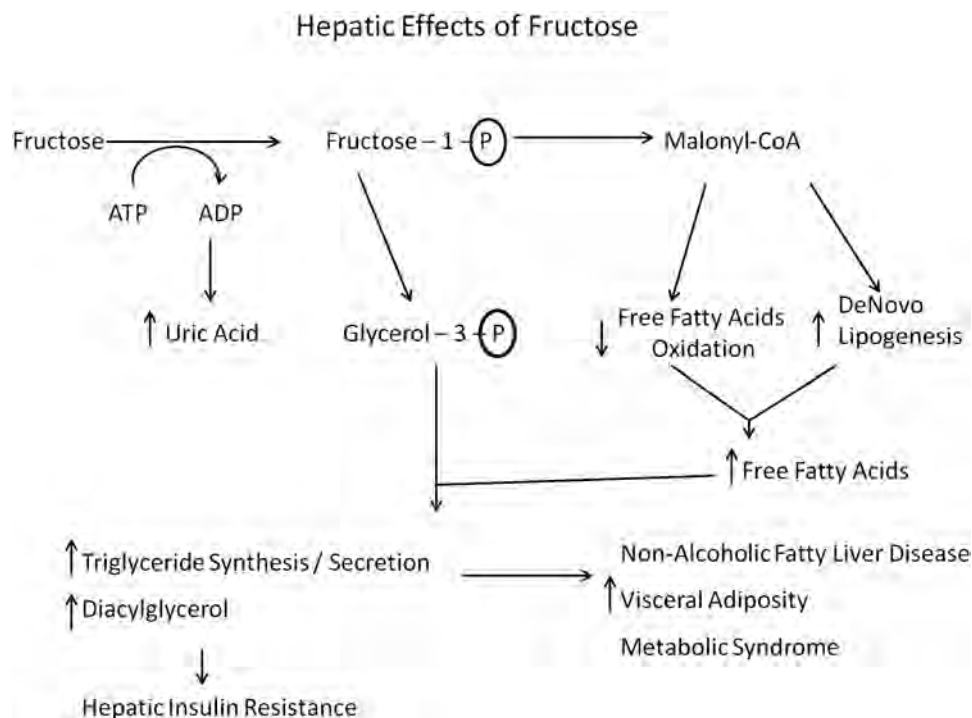 Hepatic Effects of Fructose
Fructose
Fructose – 1 – P
Malonyl-CoA
ATP
ADP
↑ Uric Acid
Glycerol – 3 – P
↓ Free Fatty Acids
Oxidation
↑ DeNovo
Lipogenesis
↑ Free Fatty Acids
↑ Triglyceride Synthesis / Secretion
↑ Diacylglycerol
Hepatic Insulin Resistance
Non-Alcoholic Fatty Liver Disease
↑ Visceral Adiposity
Metabolic Syndrome